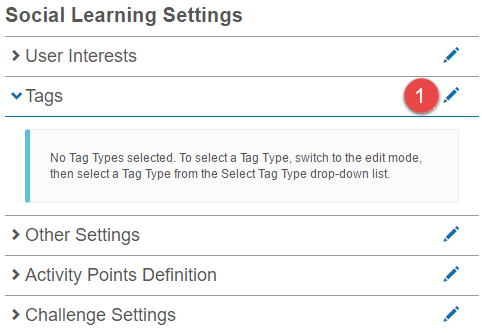 Social Learning Settings
User Interests
Tags
1
No Tag Types selected. To select a Tag Type, switch to the edit mode,
then select a Tag Type from the Select Tag Type drop-down list.
Other Settings
Activity Points Definition
Challenge Settings